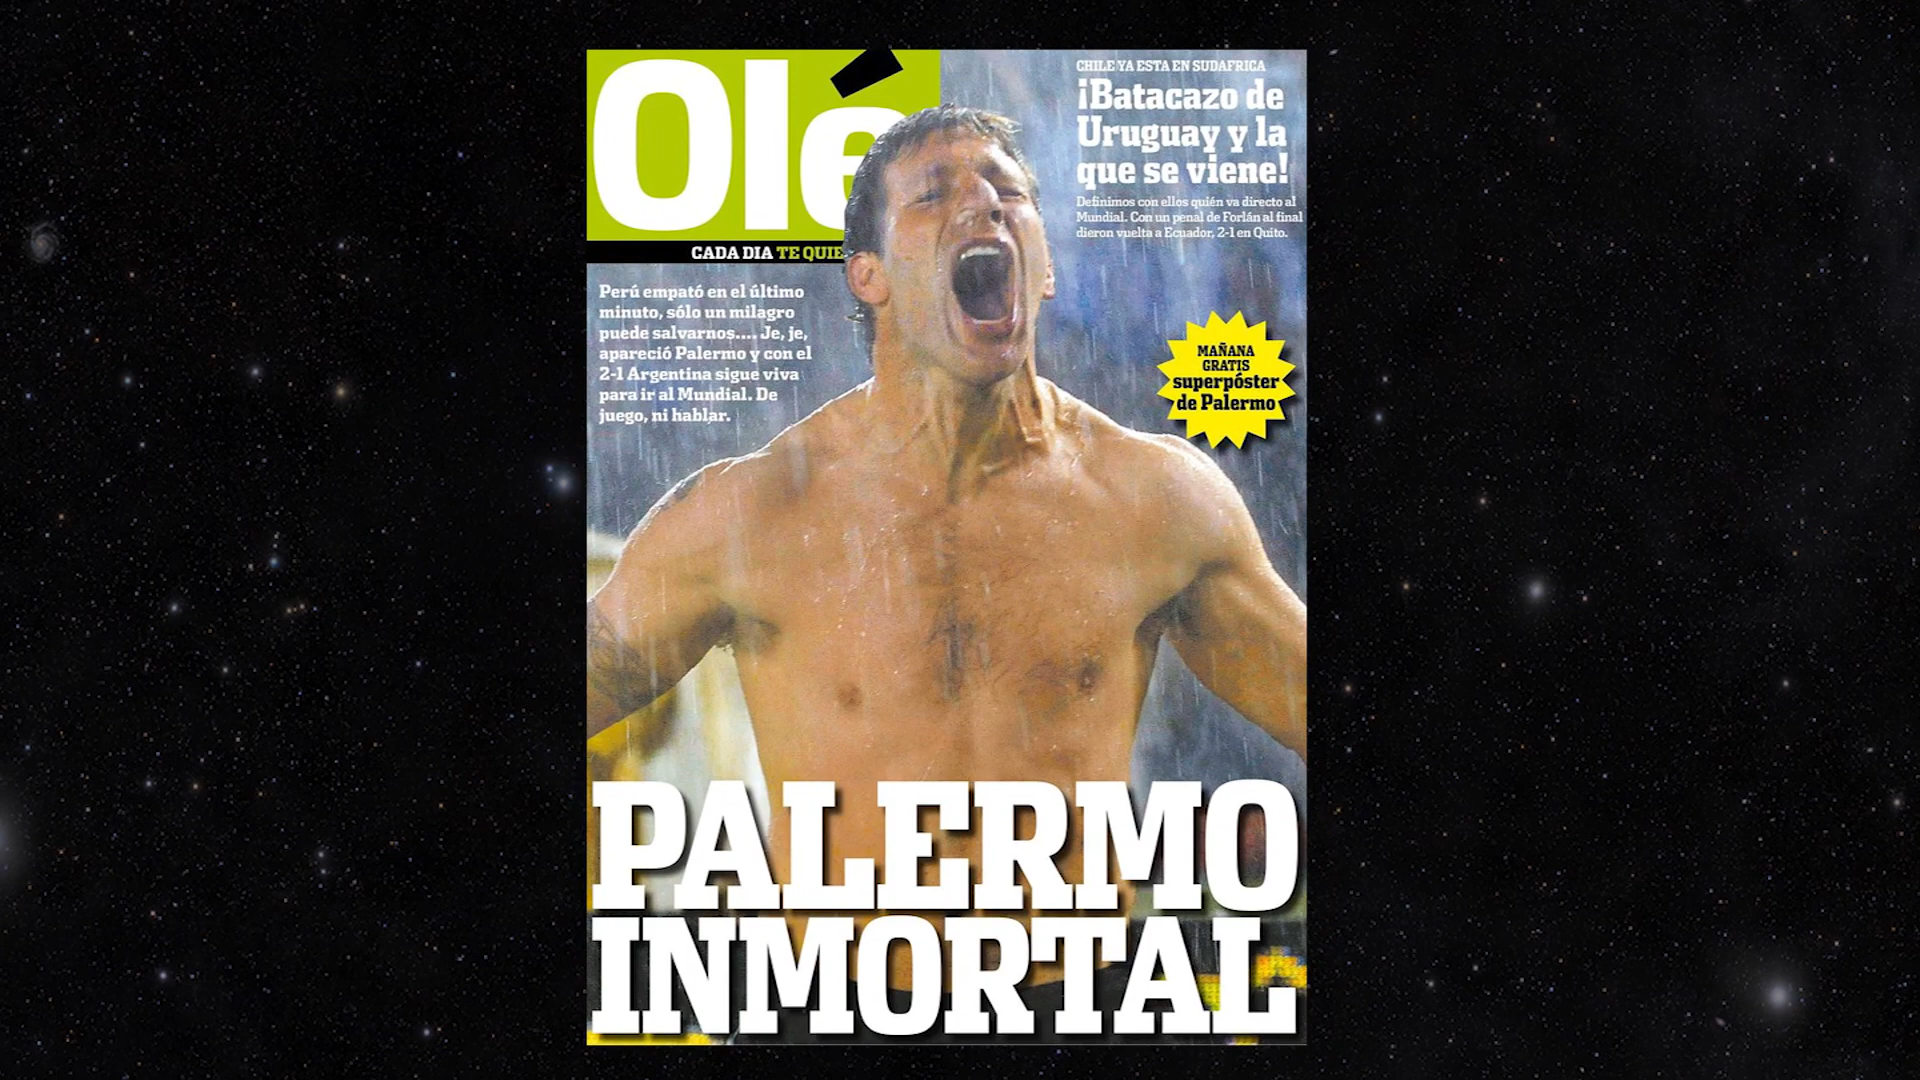 Olé
CADA DIA TE QUIE
CHILE YA ESTA EN SUDAFRICA
¡Batacazo de
Uruguay y la
que se viene!
Definimos con ellos quién va directo al
Mundial. Con un penal de Forlán al final
dieron vuelta a Ecuador, 2-1 en Quito.
Perú empató en el último
minuto, sólo un milagro
puede salvarnos.... Je, je,
apareció Palermo y con el
2-1 Argentina sigue viva
para ir al Mundial. De
juego, ni hablar.
MAÑANA
GRATIS
superpóster
de Palermo
PALERMO
INMORTAL